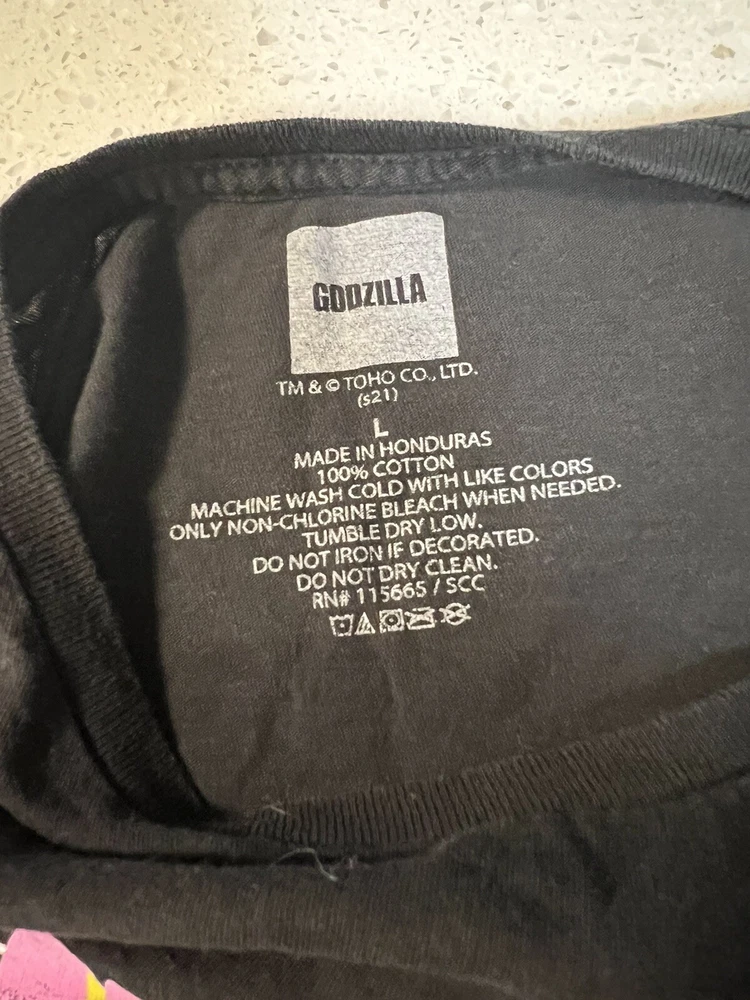 GODZILLA
TM & © TOHO CO., LTD.
(s21)
L
MADE IN HONDURAS
100% COTTON
MACHINE WASH COLD WITH LIKE COLORS
ONLY NON-CHLORINE BLEACH WHEN NEEDED.
TUMBLE DRY LOW.
DO NOT IRON IF DECORATED.
DO NOT DRY CLEAN.
RN# 115665 / SCC